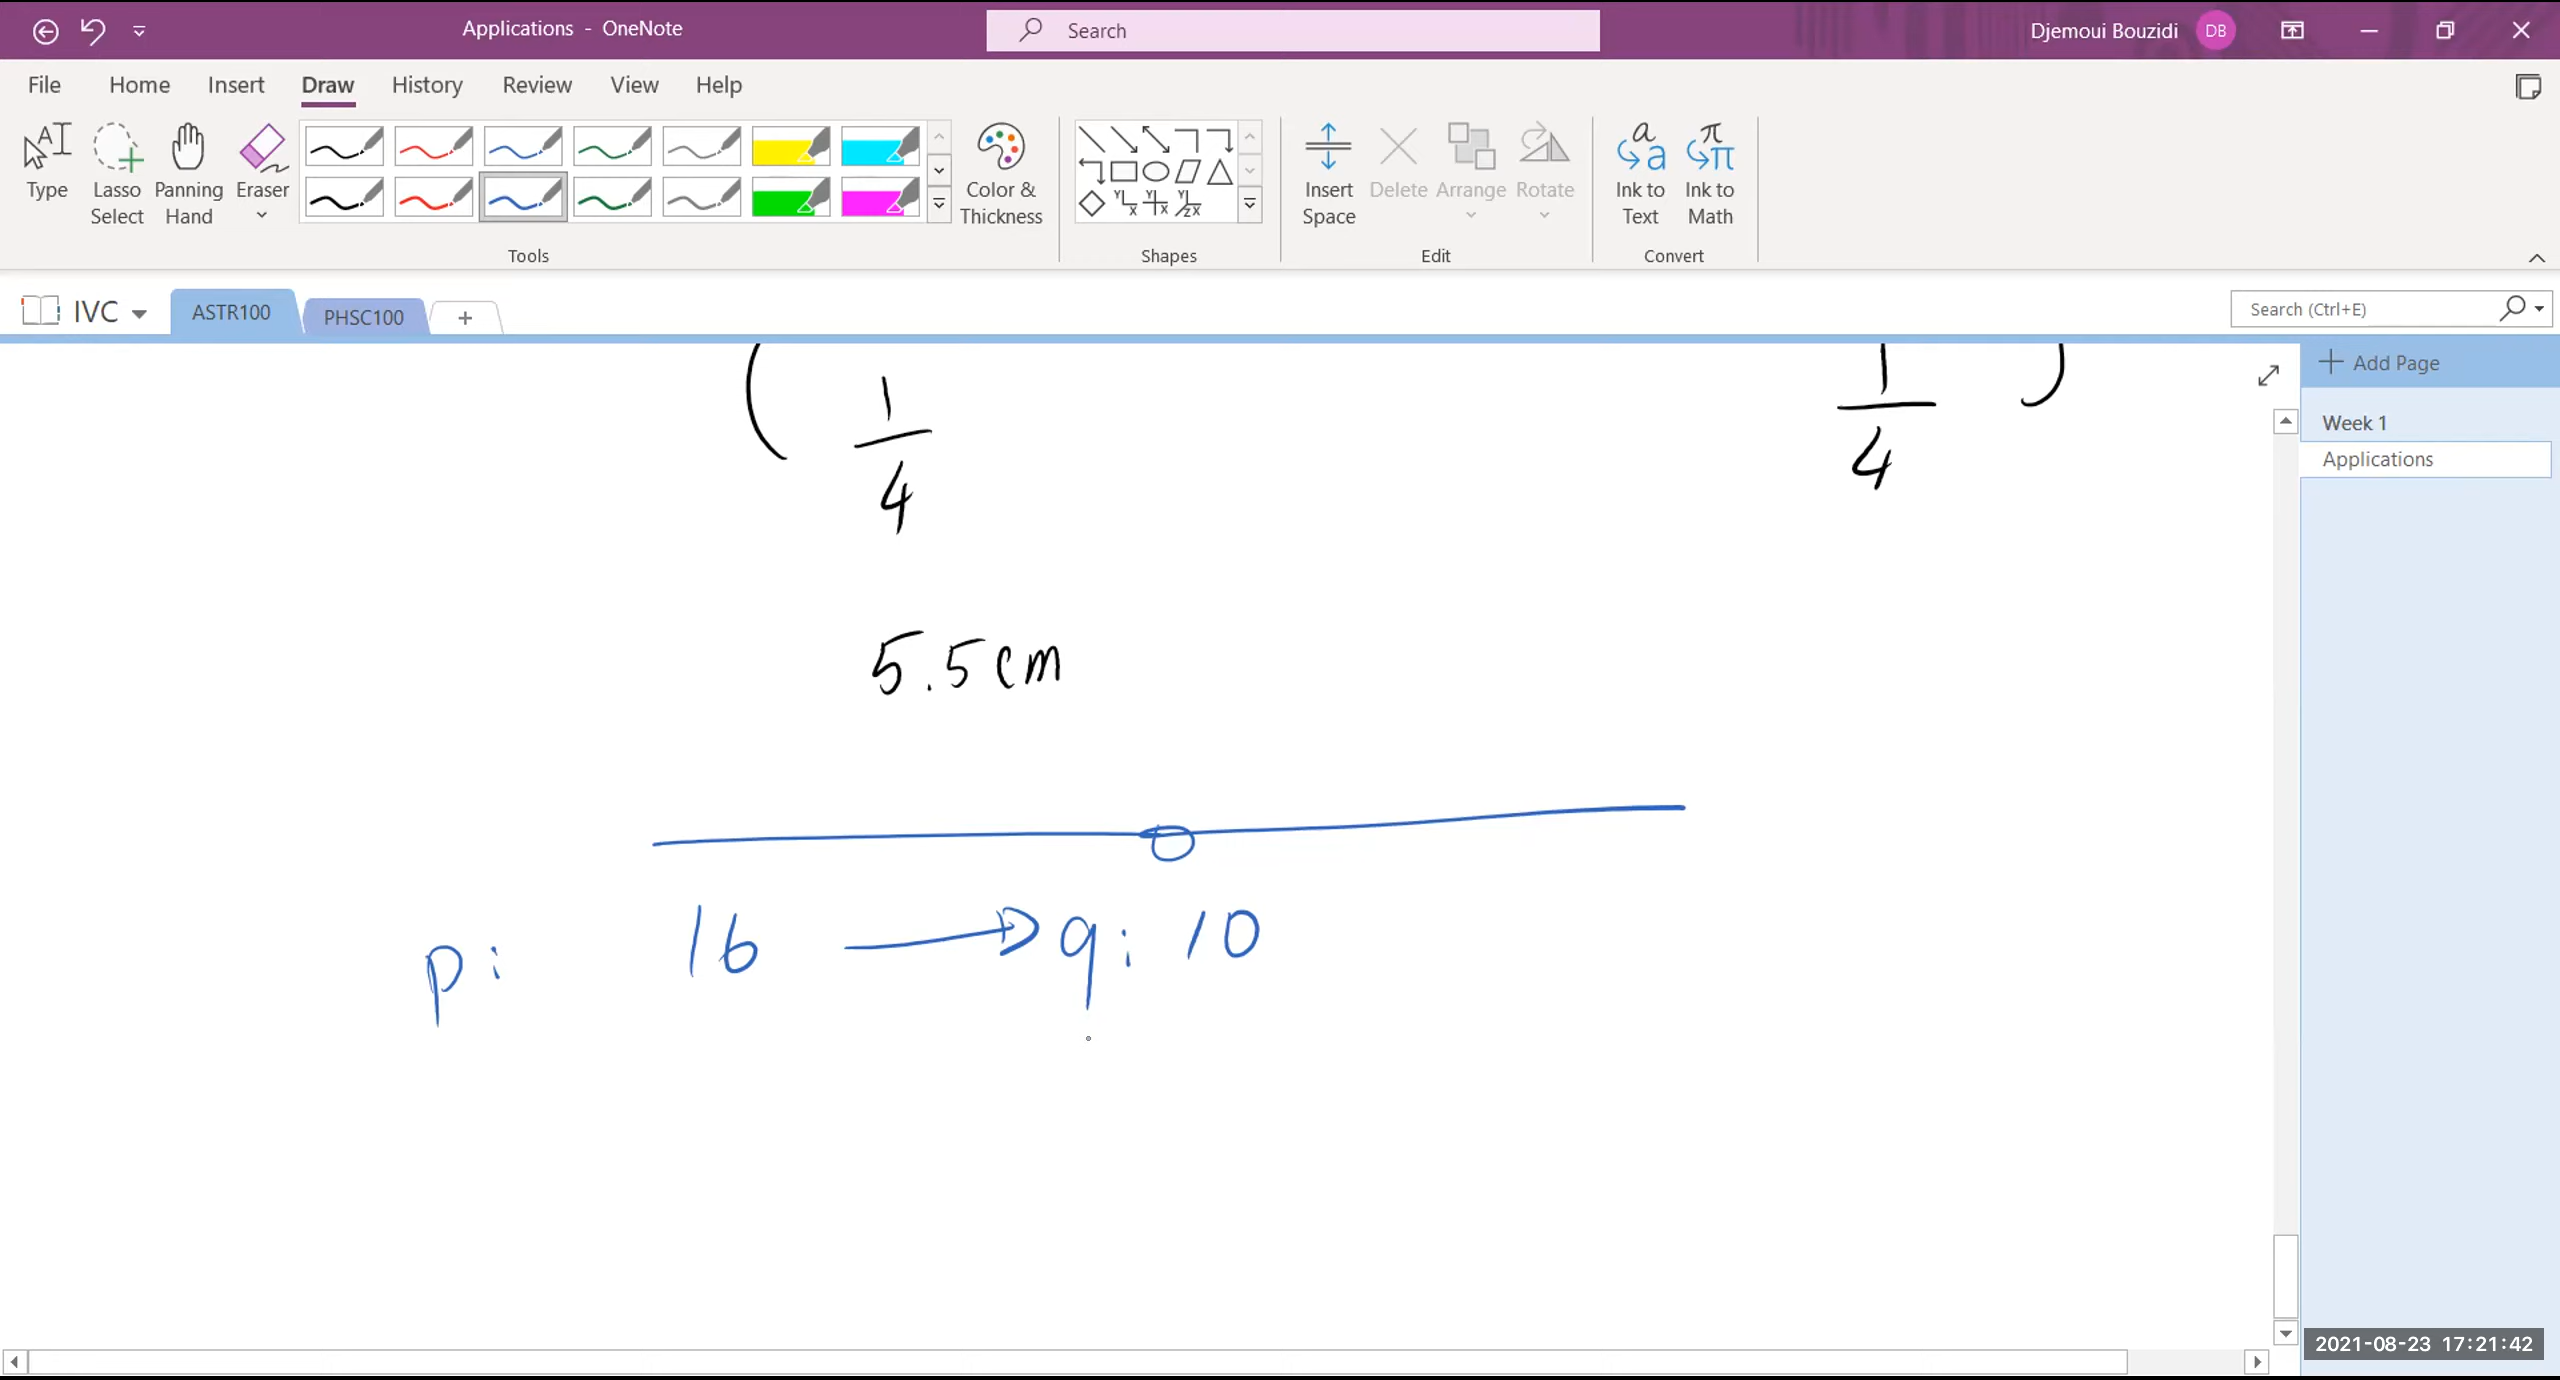 Applications - OneNote
Search
Djemoui Bouzidi
DB
File Home Insert Draw History Review View Help
Type
Lasso Select
Panning Hand
Eraser
Color & Thickness
Insert Space
Delete
Arrange
Rotate
a a Ink to Text
π π Ink to Math
Tools
Shapes
Edit
Convert
IVC
ASTR100
PHSC100
+
Search (Ctrl+E)
Add Page
Week 1
Applications
( 1/4 1/4 )
5.5 cm
p: 16 → q: 10
2021-08-23 17:21:42